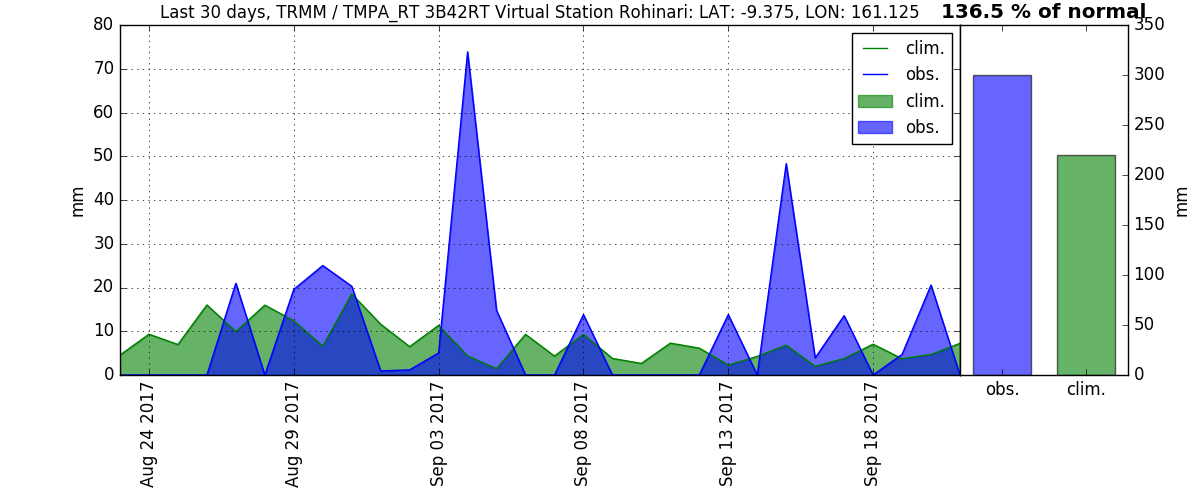 Last 30 days, TRMM / TMPA_RT 3B42RT Virtual Station Rohinari: LAT: -9.375, LON: 161.125
136.5 % of normal
80
70
60
50
40
30
20
10
0
mm
clim.
obs.
clim.
obs.
Aug 24 2017
Aug 29 2017
Sep 03 2017
Sep 08 2017
Sep 13 2017
Sep 18 2017
350
300
250
200
150
100
50
0
mm
obs.
clim.